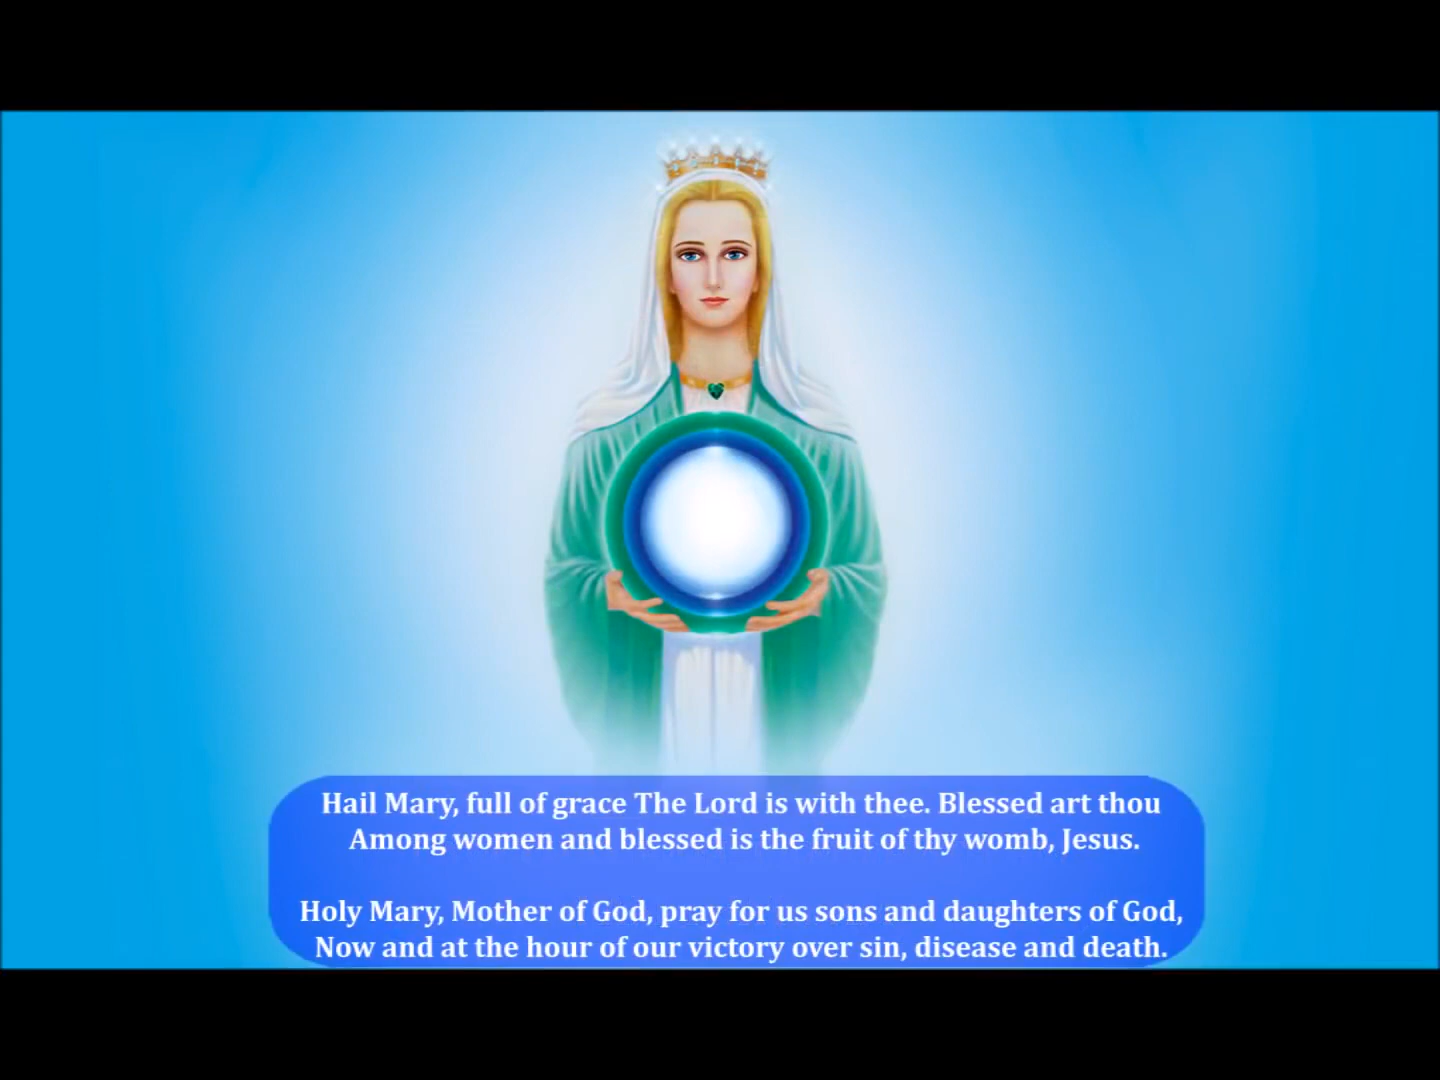 Hail Mary, full of grace The Lord is with thee. Blessed art thou
Among women and blessed is the fruit of thy womb, Jesus.
Holy Mary, Mother of God, pray for us sons and daughters of God,
Now and at the hour of our victory over sin, disease and death.